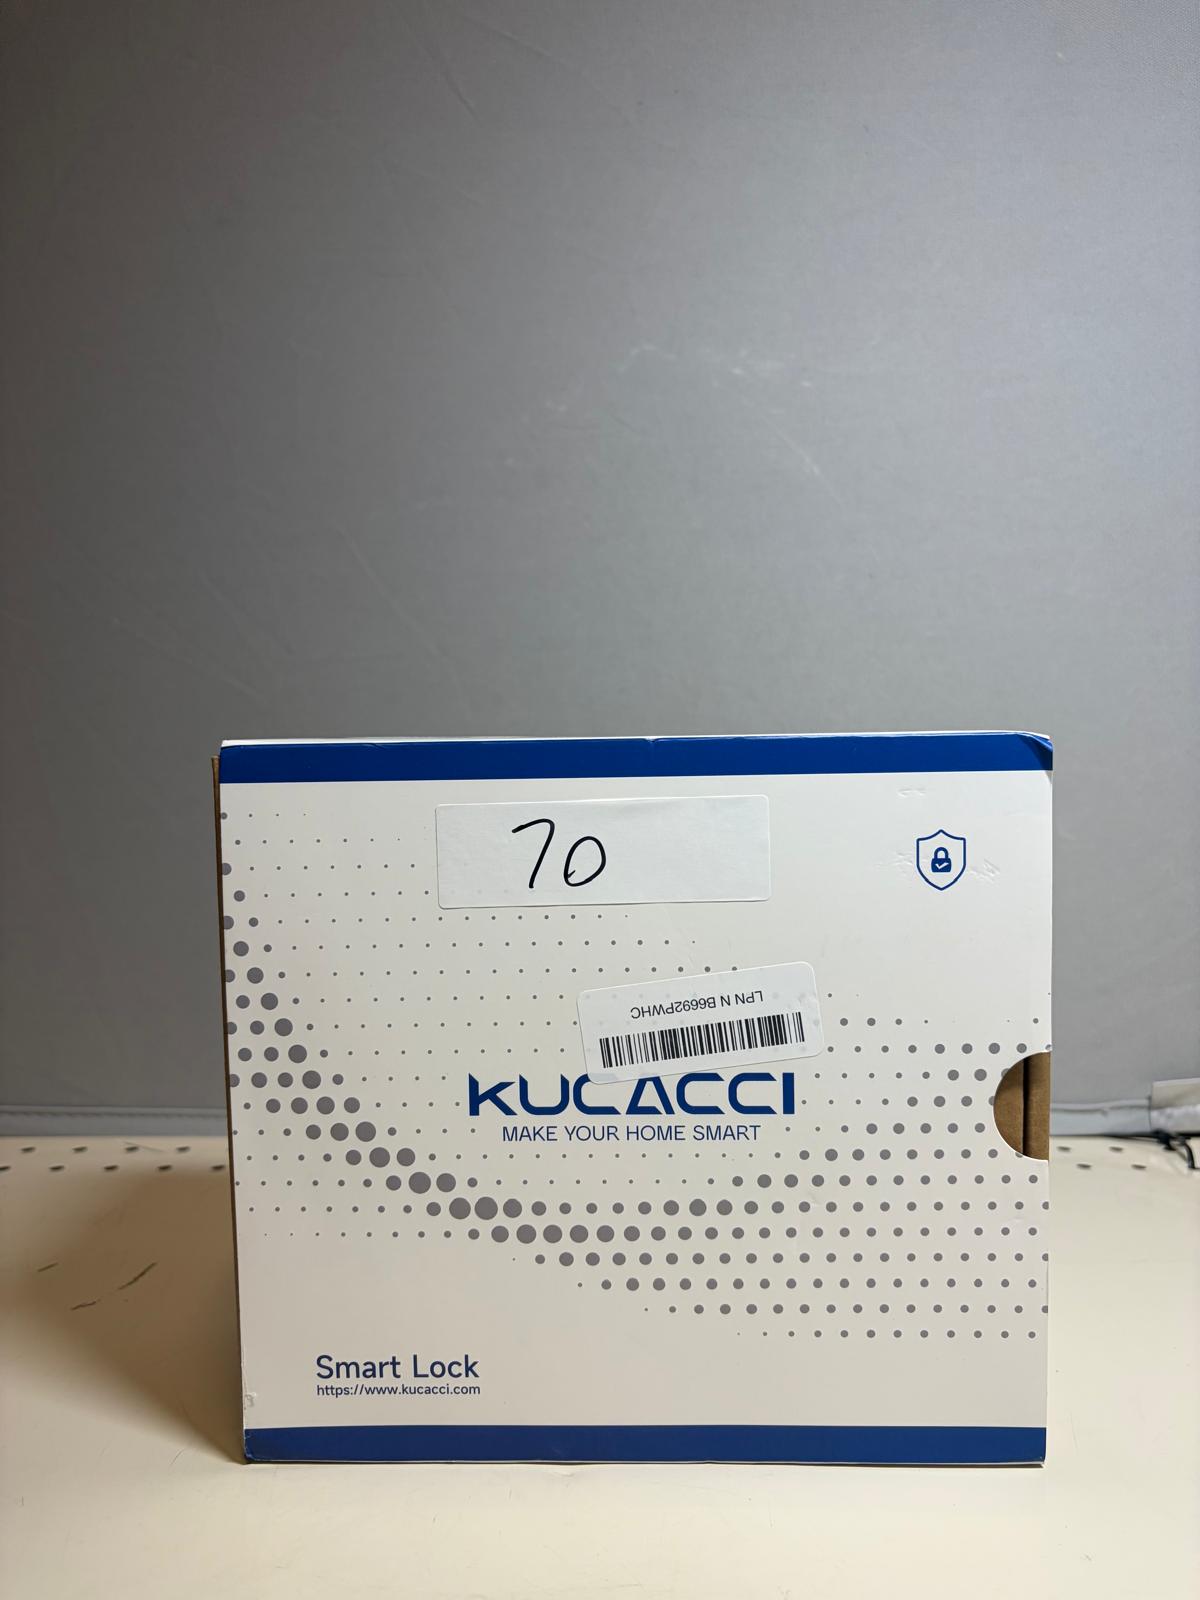 70
LPN N B6692PWHC
KUCACCI
MAKE YOUR HOME SMART
Smart Lock
https://www.kucacci.com